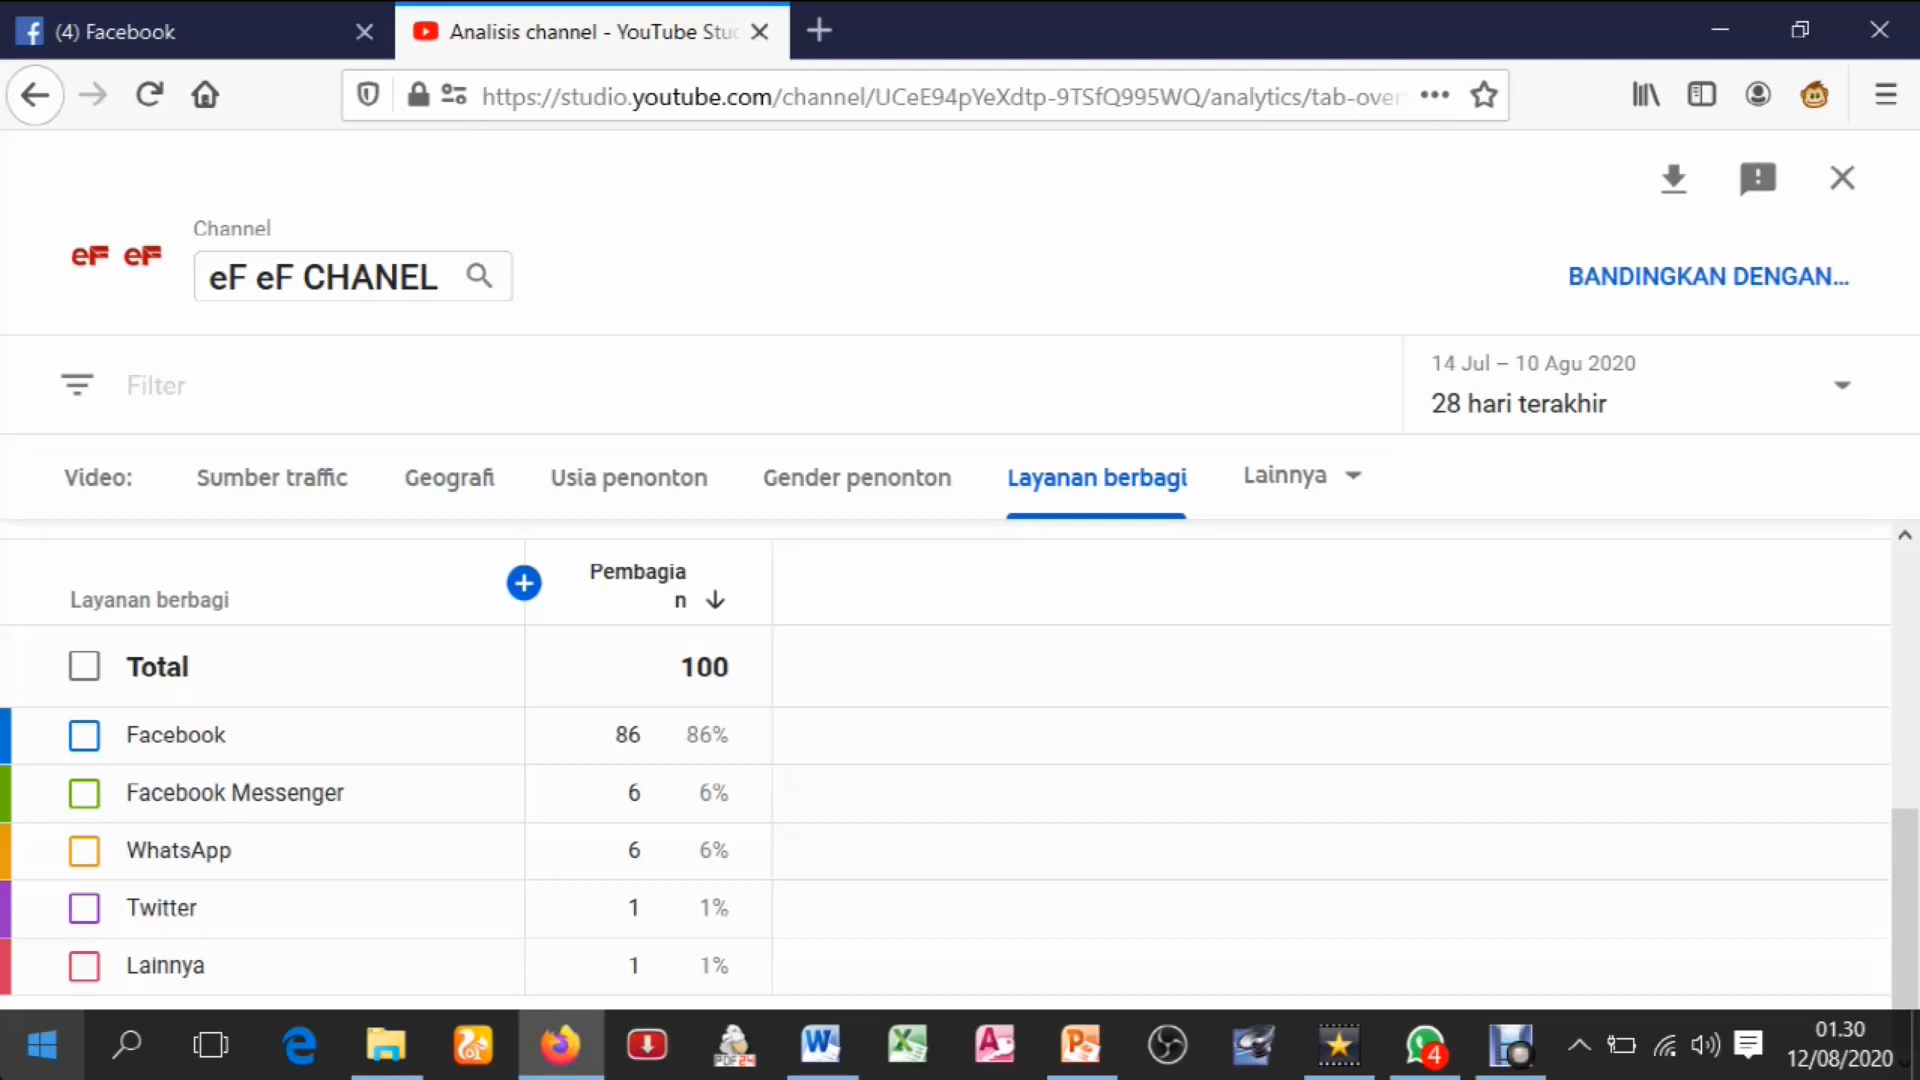 (4) Facebook
Analisis channel - YouTube Stu
https://studio.youtube.com/channel/UCeE94pYeXdtp-9TSfQ995WQ/analytics/tab-over
eF eF
Channel
eF eF CHANEL
BANDINGKAN DENGAN...
Filter
14 Jul – 10 Agu 2020
28 hari terakhir
Video:
Sumber traffic
Geografi
Usia penonton
Gender penonton
Layanan berbagi
Lainnya
Layanan berbagi
Pembagia
n
Total 100
Facebook 86 86%
Facebook Messenger 6 6%
WhatsApp 6 6%
Twitter 1 1%
Lainnya 1 1%
PDF24
4
01.30
12/08/2020